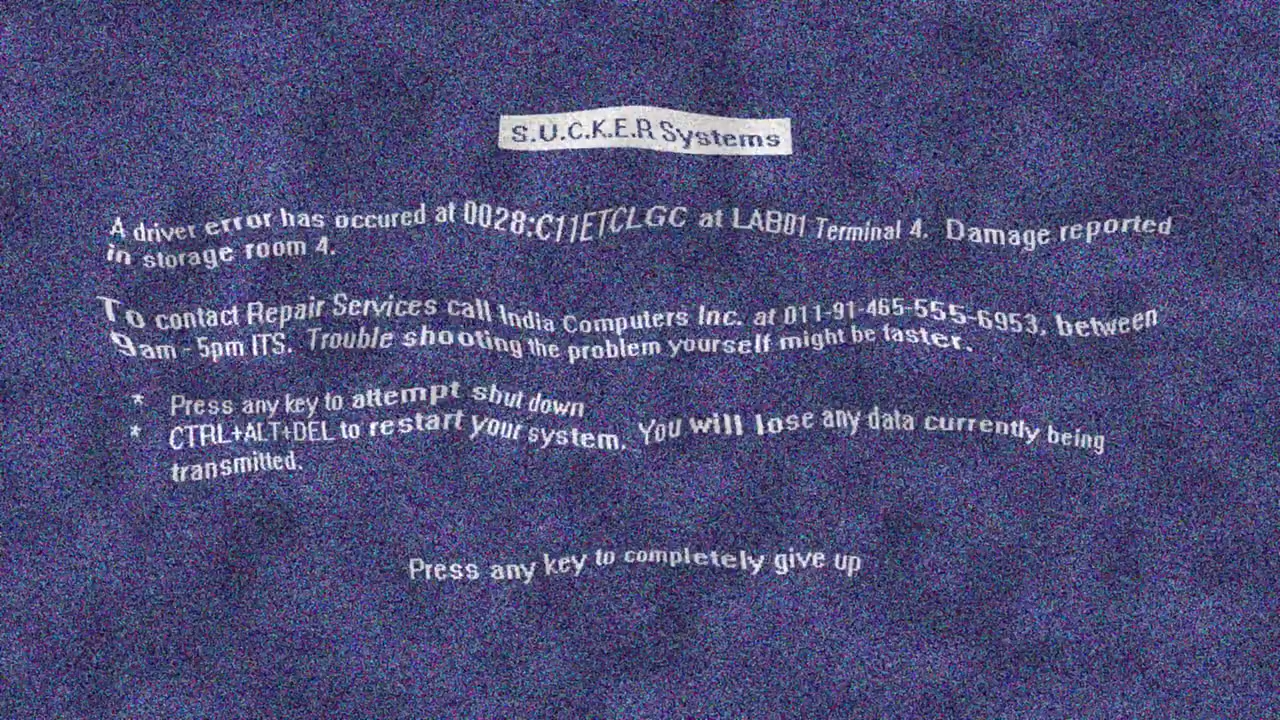 S.U.C.K.E.R Systems
A driver error has occured at 0028:C11ETCLGC at LAB01 Terminal 4. Damage reported
in storage room 4.
To contact Repair Services call India Computers Inc. at 011-91-465-555-6953, between
9am - 5pm ITS. Trouble shooting the problem yourself might be faster.
* Press any key to attempt shut down
* CTRL+ALT+DEL to restart your system. You will lose any data currently being
transmitted.
Press any key to completely give up